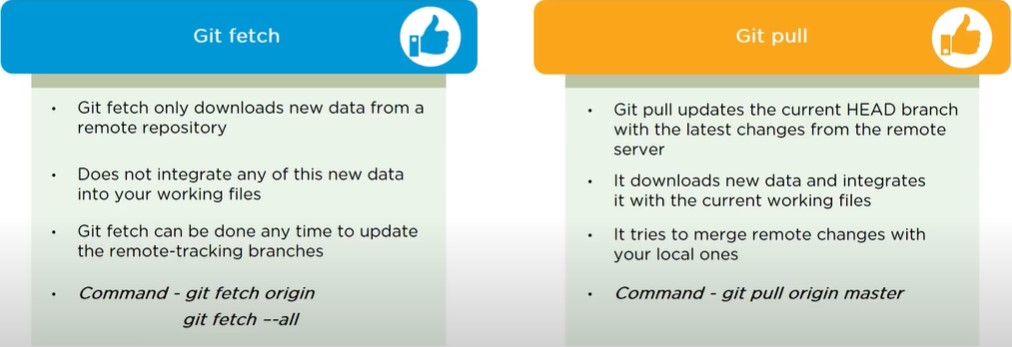 Git fetch
• Git fetch only downloads new data from a
remote repository
• Does not integrate any of this new data
into your working files
• Git fetch can be done any time to update
the remote-tracking branches
• Command - git fetch origin
git fetch --all
Git pull
• Git pull updates the current HEAD branch
with the latest changes from the remote
server
• It downloads new data and integrates
it with the current working files
• It tries to merge remote changes with
your local ones
• Command - git pull origin master